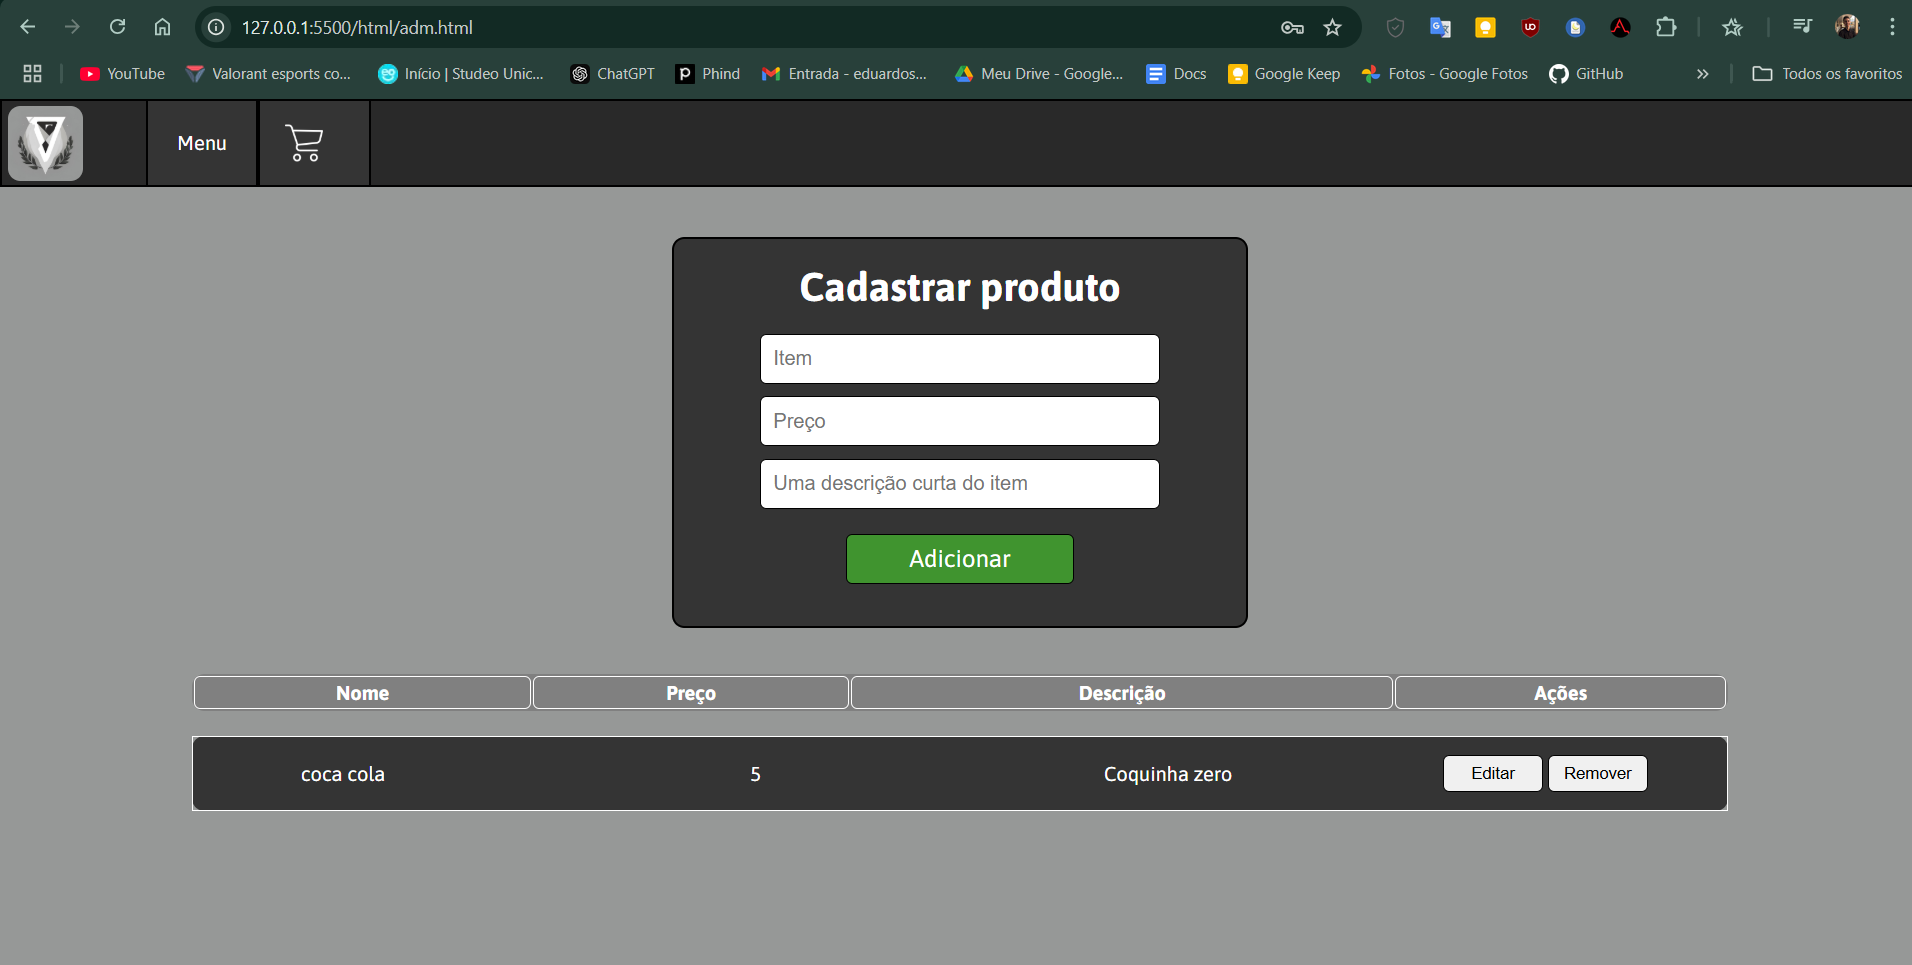 127.0.0.1:5500/html/adm.html
YouTube Valorant esports co... Início | Studeo Unic... ChatGPT Phind Entrada - eduardos... Meu Drive - Google... Docs Google Keep Fotos - Google Fotos GitHub » Todos os favoritos
Menu
Cadastrar produto
Item
Preço
Uma descrição curta do item
Adicionar
Nome Preço Descrição Ações
coca cola 5 Coquinha zero Editar Remover